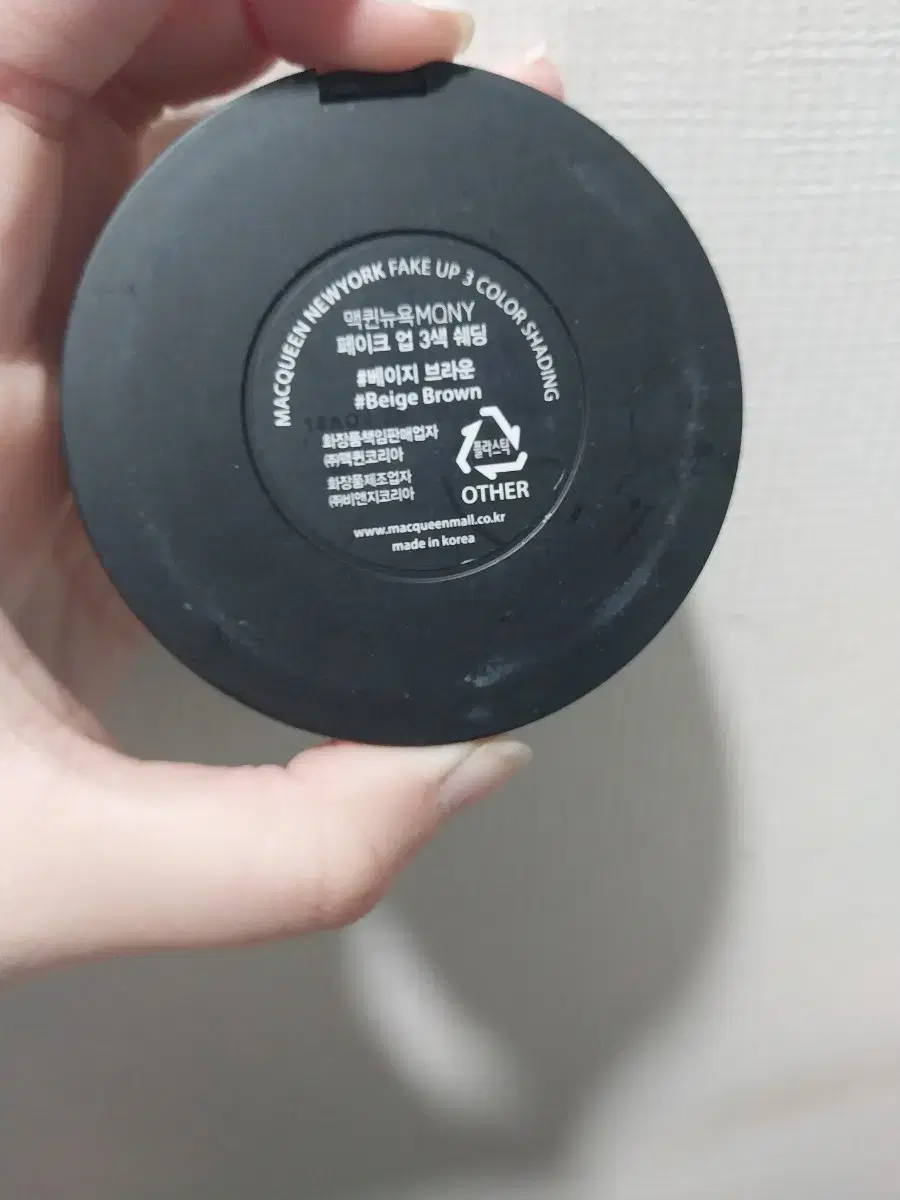 MACQUEEN NEWYORK FAKE UP 3 COLOR SHADING
맥퀸뉴욕MQNY
페이크 업 3색 쉐딩
#베이지 브라운
#Beige Brown
화장품책임판매업자
㈜맥퀸코리아
화장품제조업자
㈜비앤지코리아
플라스틱
OTHER
www.macqueenmall.co.kr
made in korea